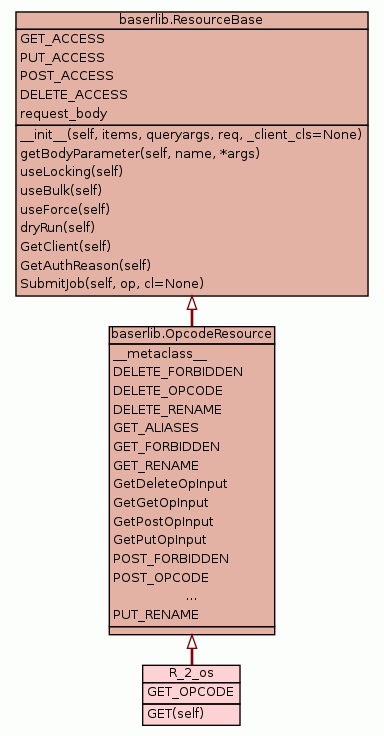 baserlib.ResourceBase
GET_ACCESS
PUT_ACCESS
POST_ACCESS
DELETE_ACCESS
request_body
__init__(self, items, queryargs, req, _client_cls=None)
getBodyParameter(self, name, *args)
useLocking(self)
useBulk(self)
useForce(self)
dryRun(self)
GetClient(self)
GetAuthReason(self)
SubmitJob(self, op, cl=None)
baserlib.OpcodeResource
__metaclass__
DELETE_FORBIDDEN
DELETE_OPCODE
DELETE_RENAME
GET_ALIASES
GET_FORBIDDEN
GET_RENAME
GetDeleteOpInput
GetGetOpInput
GetPostOpInput
GetPutOpInput
POST_FORBIDDEN
POST_OPCODE
...
PUT_RENAME
R_2_os
GET_OPCODE
GET(self)